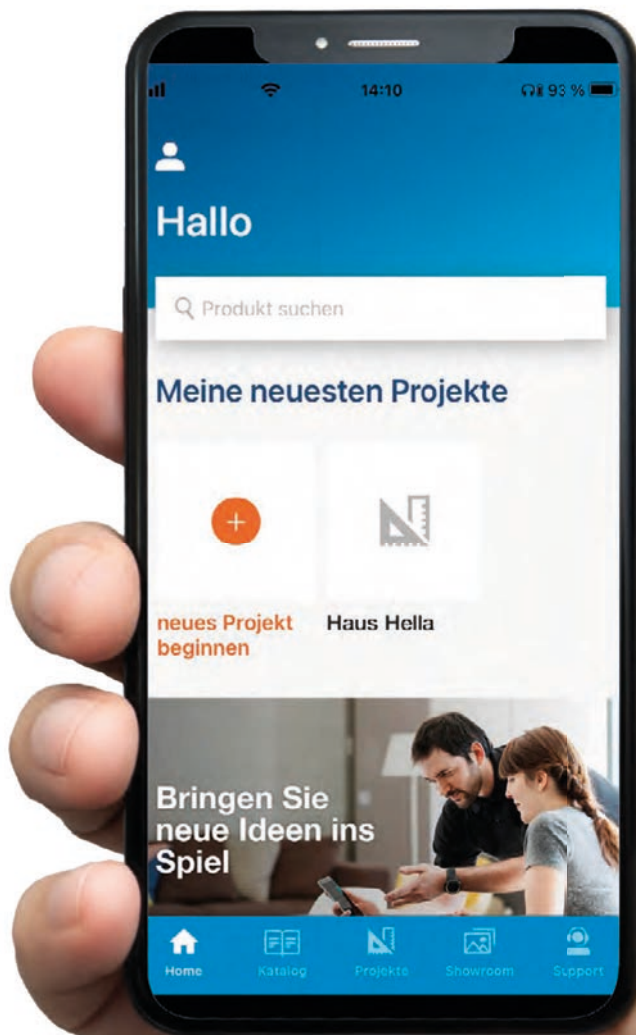 14:10
93 %
Hallo
Produkt suchen
Meine neuesten Projekte
neues Projekt
beginnen
Haus Hella
Bringen Sie
neue Ideen ins
Spiel
Home
Katalog
Projekte
Showroom
Support